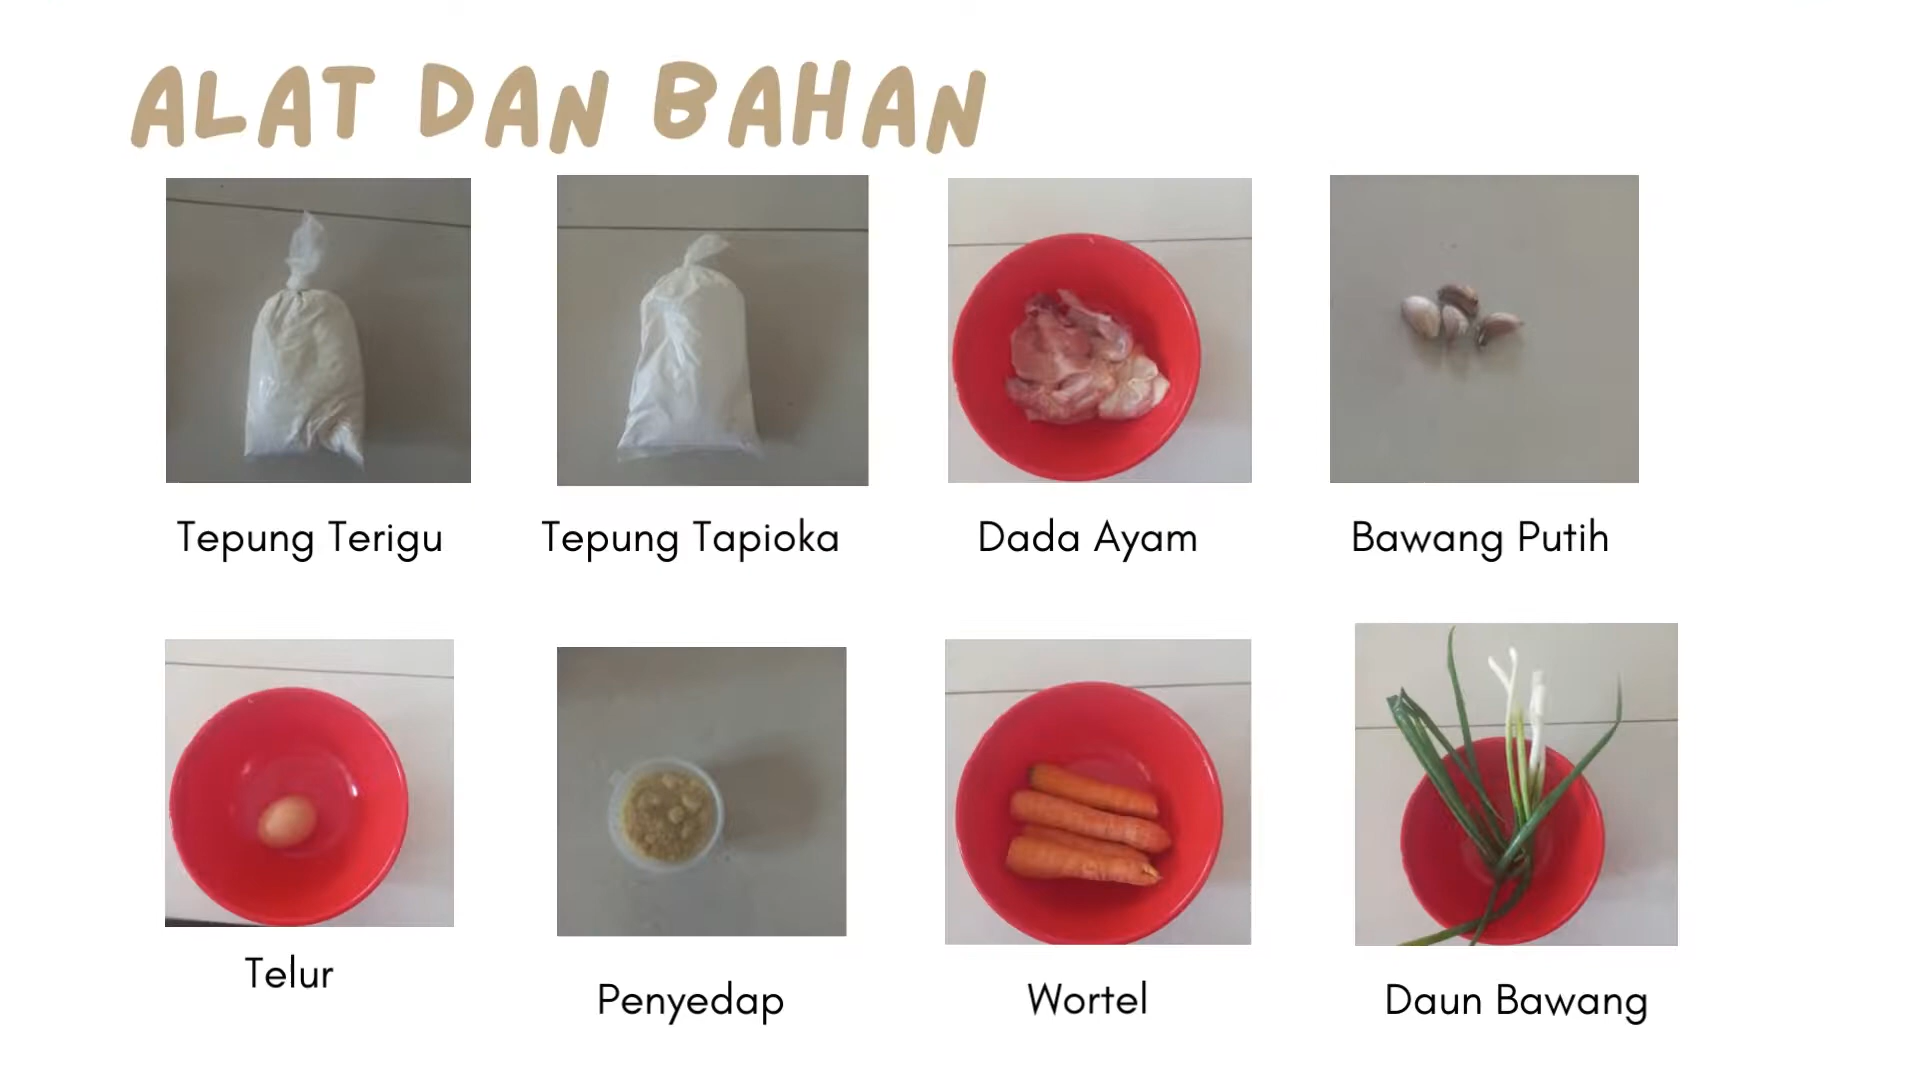 ALAT DAN BAHAN
Tepung Terigu
Tepung Tapioka
Dada Ayam
Bawang Putih
Telur
Penyedap
Wortel
Daun Bawang